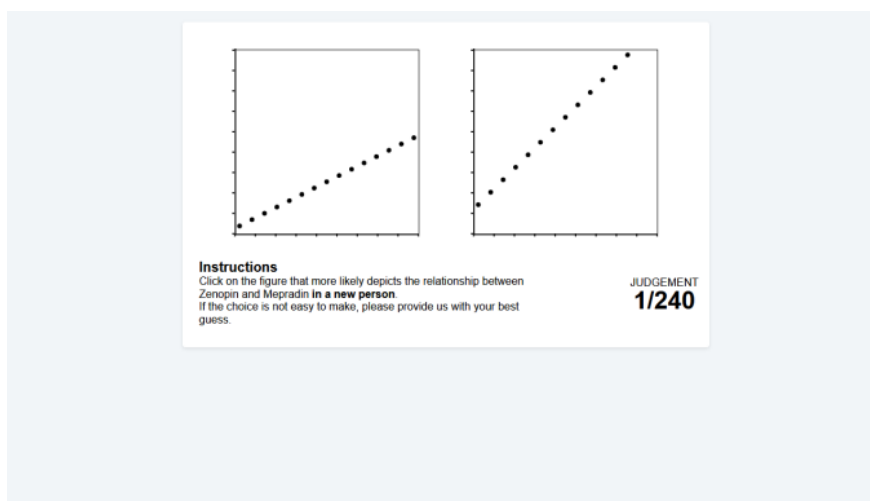 Instructions
Click on the figure that more likely depicts the relationship between
Zenopin and Mepradin in a new person.
If the choice is not easy to make, please provide us with your best
guess.
JUDGEMENT
1/240